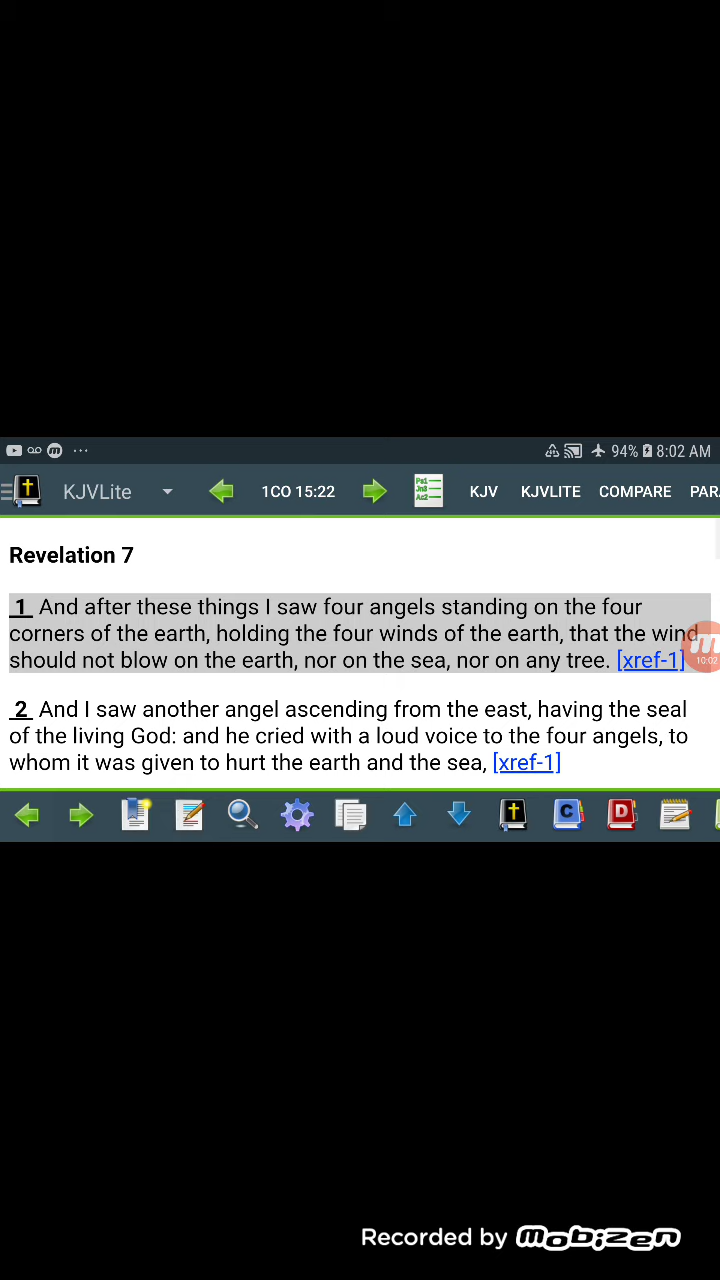 94% 8:02 AM
KJVLite 1CO 15:22 KJV KJVLITE COMPARE PAR
Revelation 7
1 And after these things I saw four angels standing on the four
corners of the earth, holding the four winds of the earth, that the wind
should not blow on the earth, nor on the sea, nor on any tree. [xref-1]
10:02
2 And I saw another angel ascending from the east, having the seal
of the living God: and he cried with a loud voice to the four angels, to
whom it was given to hurt the earth and the sea, [xref-1]
C D
Recorded by mobizen